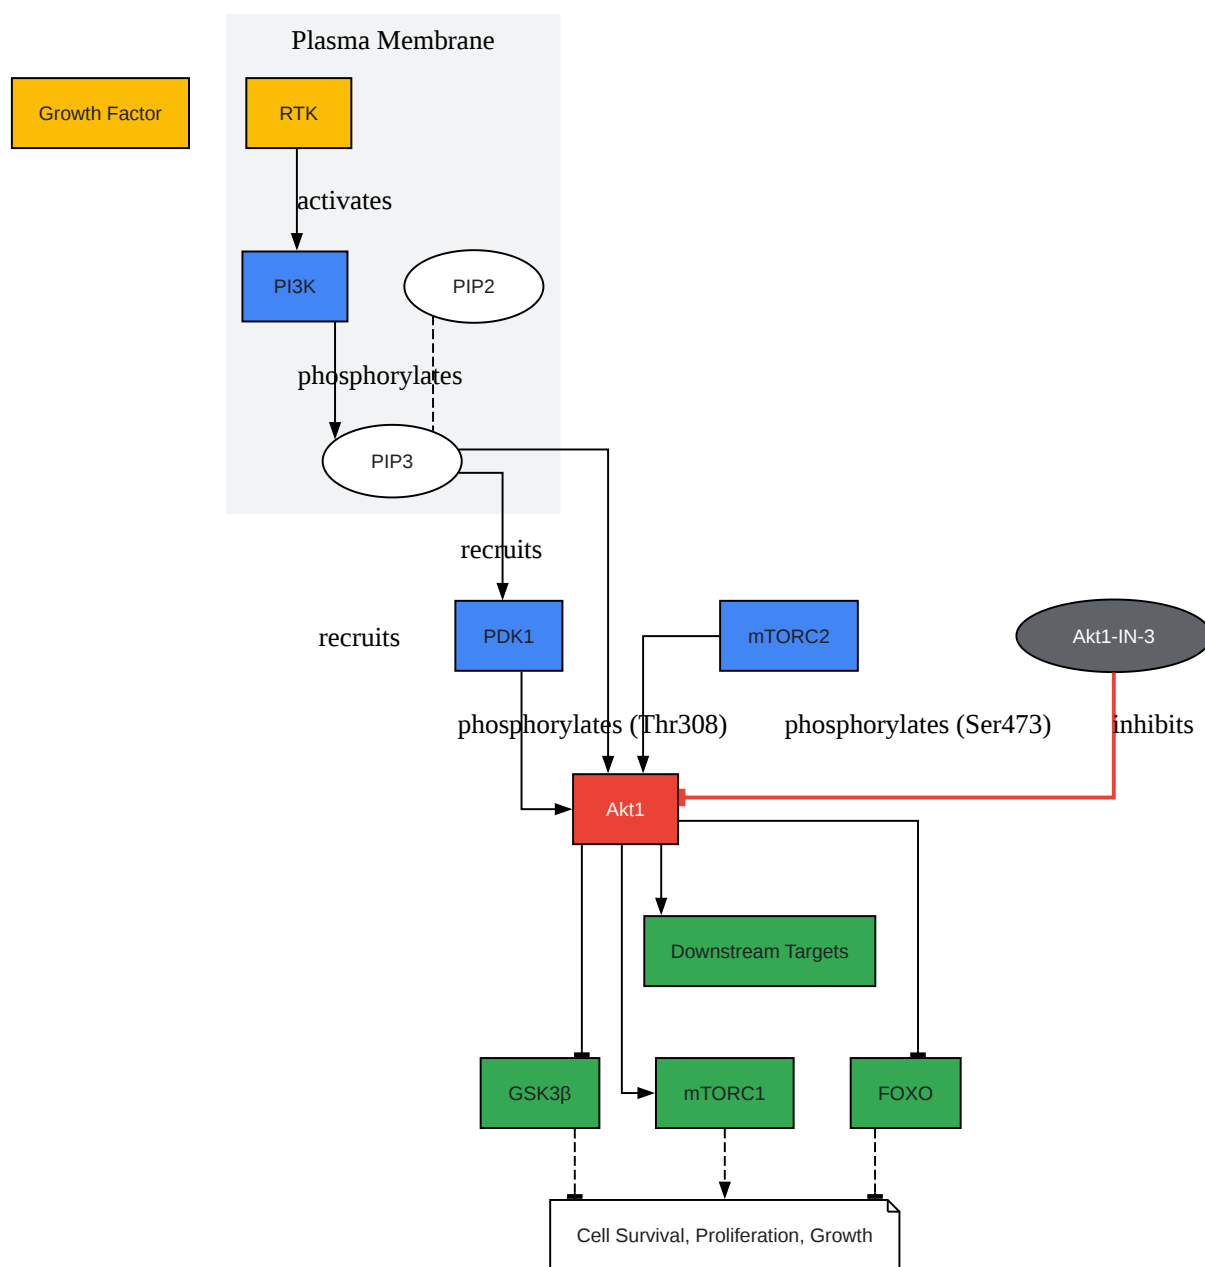 Plasma Membrane
Growth Factor
RTK
activates
PI3K
PIP2
phosphorylates
PIP3
recruits
recruits
PDK1
mTORC2
Akt1-IN-3
phosphorylates (Thr308)
phosphorylates (Ser473)
inhibits
Akt1
Downstream Targets
GSK3β
mTORC1
FOXO
Cell Survival, Proliferation, Growth